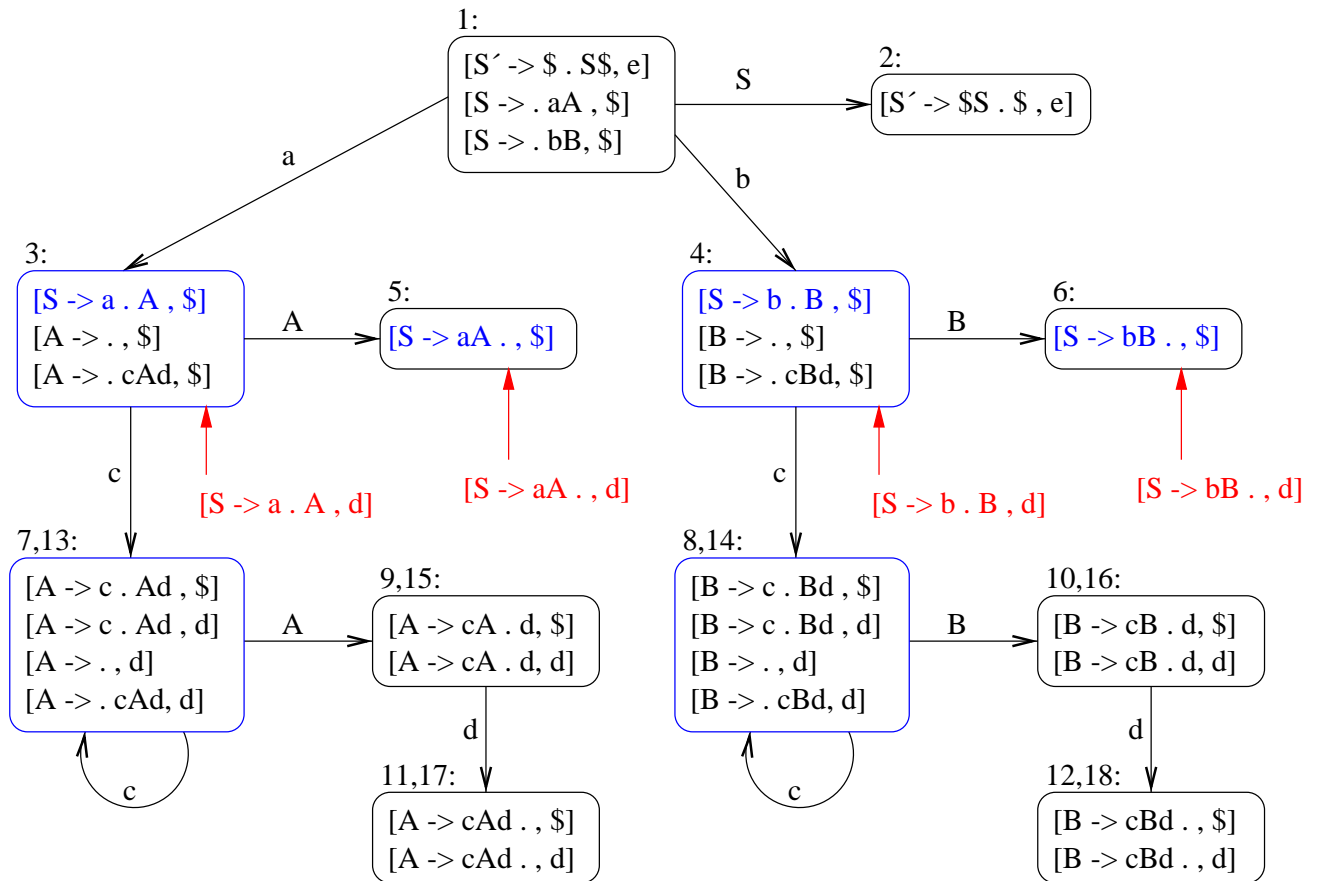 1:
[S´ -> $ . S$, e]
[S -> . aA , $]
[S -> . bB, $]
S
2:
[S´ -> $S . $ , e]
a
b
3:
[S -> a . A , $]
[A -> . , $]
[A -> . cAd, $]
A
5:
[S -> aA . , $]
4:
[S -> b . B , $]
[B -> . , $]
[B -> . cBd, $]
B
6:
[S -> bB . , $]
c
[S -> a . A , d]
[S -> aA . , d]
c
[S -> b . B , d]
[S -> bB . , d]
7,13:
[A -> c . Ad , $]
[A -> c . Ad , d]
[A -> . , d]
[A -> . cAd, d]
A
9,15:
[A -> cA . d, $]
[A -> cA . d, d]
8,14:
[B -> c . Bd , $]
[B -> c . Bd , d]
[B -> . , d]
[B -> . cBd, d]
B
10,16:
[B -> cB . d, $]
[B -> cB . d, d]
c
d
11,17:
[A -> cAd . , $]
[A -> cAd . , d]
c
d
12,18:
[B -> cBd . , $]
[B -> cBd . , d]